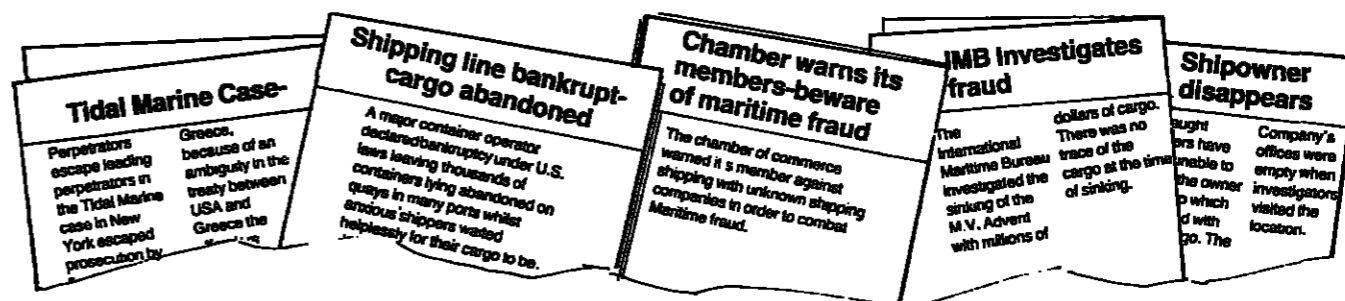 Tidal Marine Case-
Perpetrators
escape leading
perpetrators in
the Tidal Marine
case in New
York escaped
prosecution by
Greece,
because of an
ambiguity in the
treaty between
USA and
Greece the
Shipping line bankrupt-
cargo abandoned
A major container operator
declaredbankruptcy under U.S.
laws leaving thousands of
containers lying abandoned on
quays in many ports whilst
anxious shippers waited
helplessly for their cargo to be.
Chamber warns its
members-beware
of maritime fraud
The chamber of commerce
warned it s member against
shipping with unknown shipping
companies in order to combat
Maritime fraud.
IMB Investigates
fraud
The
International
Maritime Bureau
investigated the
sinking of the
M.V. Advent
with millions of
dollars of cargo.
There was no
trace of the
cargo at the time
of sinking.
Shipowner
disappears
aught
ors have
unable to
the owner
o which
d with
go. The
Company's
offices were
empty when
investigators
visited the
location.